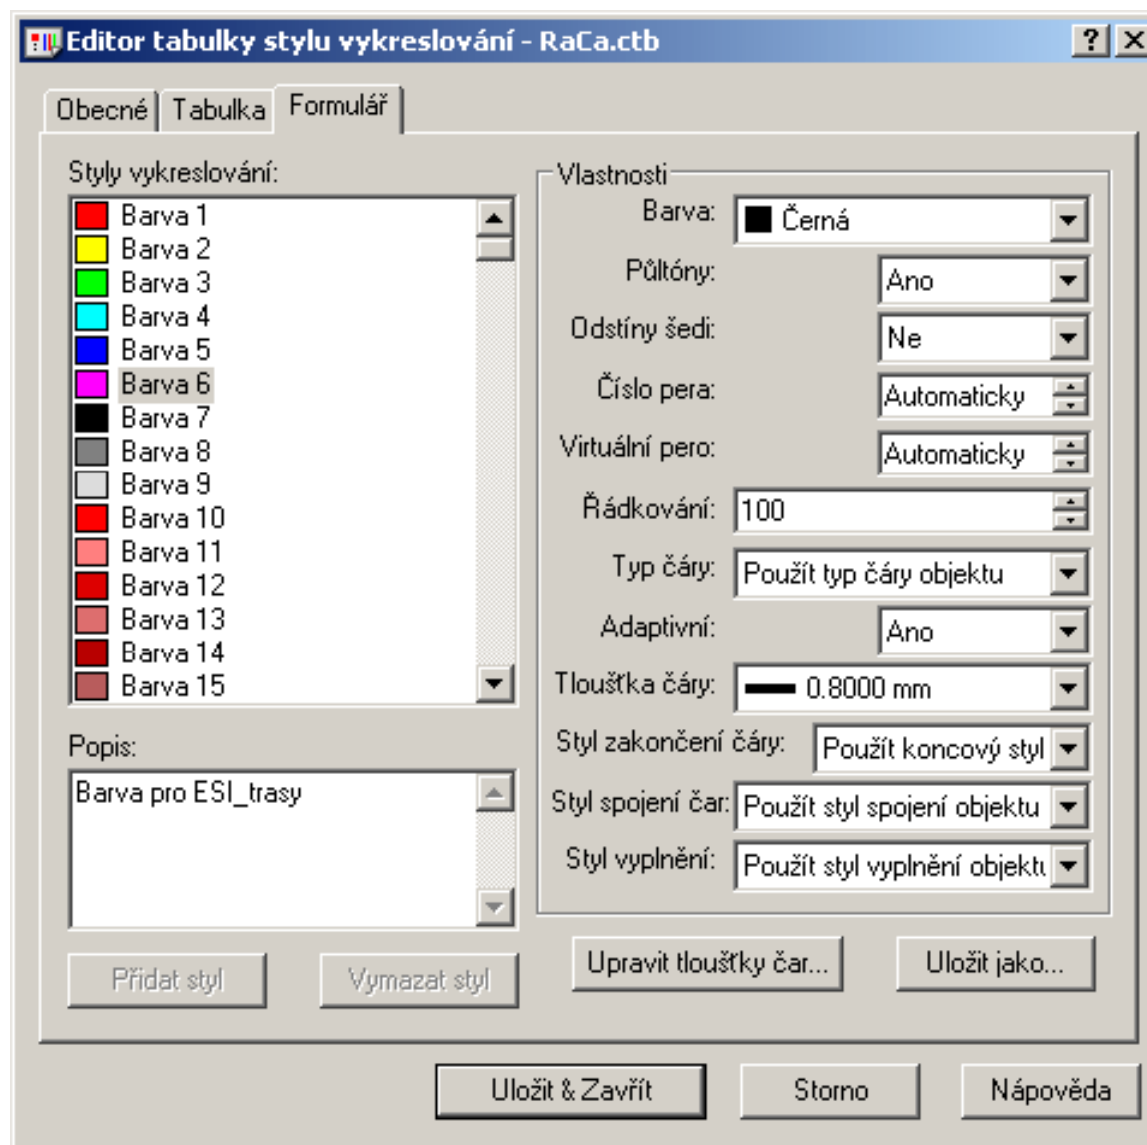 Editor tabulky stylu vykreslování - RaCa.ctb
Obecné Tabulka Formulář
Styly vykreslování:
Barva 1
Barva 2
Barva 3
Barva 4
Barva 5
Barva 6
Barva 7
Barva 8
Barva 9
Barva 10
Barva 11
Barva 12
Barva 13
Barva 14
Barva 15
Popis:
Barva pro ESI_trasy
Přidat styl Vymazat styl
Vlastnosti
Barva: Černá
Půltóny: Ano
Odstíny šedi: Ne
Číslo pera: Automaticky
Virtuální pero: Automaticky
Řádkování: 100
Typ čáry: Použít typ čáry objektu
Adaptivní: Ano
Tloušťka čáry: 0.8000 mm
Styl zakončení čáry: Použít koncový styl
Styl spojení čar: Použít styl spojení objektu
Styl vyplnění: Použít styl vyplnění objektu
Upravit tloušťky čar... Uložit jako...
Uložit & Zavřít Storno Nápověda